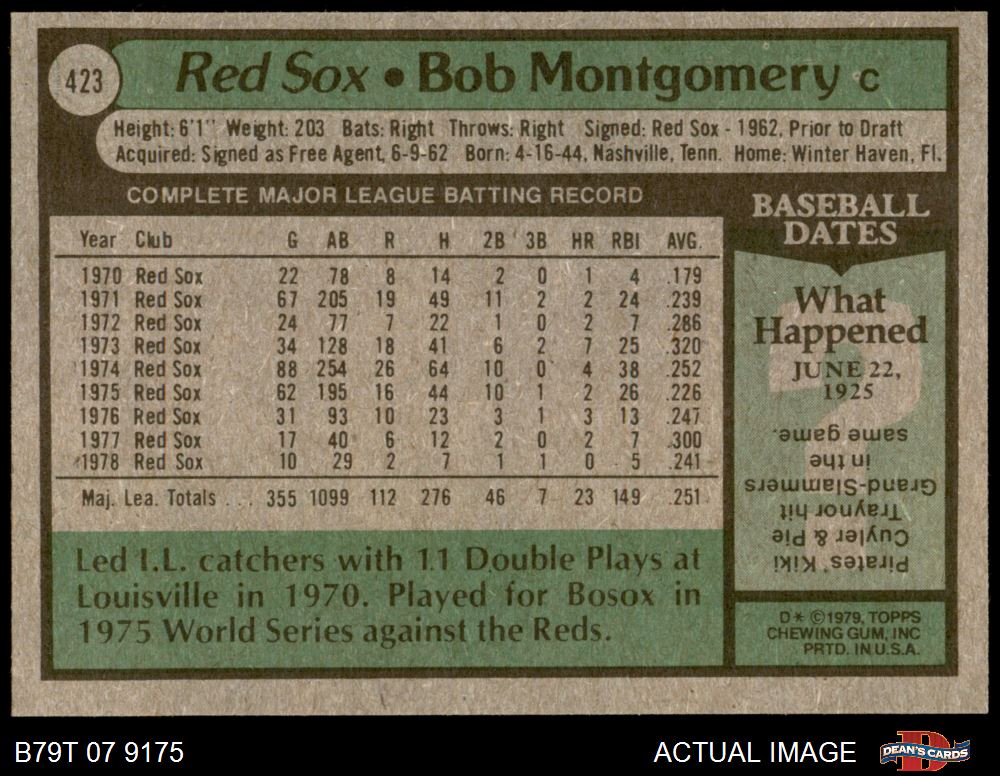 423
Red Sox • Bob Montgomery C
Height: 6'1" Weight: 203 Bats: Right Throws: Right Signed: Red Sox - 1962, Prior to Draft
Acquired: Signed as Free Agent, 6-9-62 Born: 4-16-44, Nashville, Tenn. Home: Winter Haven, Fl.
COMPLETE MAJOR LEAGUE BATTING RECORD
Year Club G AB R H 2B 3B HR RBI AVG.
1970 Red Sox 22 78 8 14 2 0 1 4 .179
1971 Red Sox 67 205 19 49 11 2 2 24 .239
1972 Red Sox 24 77 7 22 1 0 2 7 .286
1973 Red Sox 34 128 18 41 6 2 7 25 .320
1974 Red Sox 88 254 26 64 10 0 4 38 .252
1975 Red Sox 62 195 16 44 10 1 2 26 .226
1976 Red Sox 31 93 10 23 3 1 3 13 .247
1977 Red Sox 17 40 6 12 2 0 2 7 .300
1978 Red Sox 10 29 2 7 1 1 0 5 .241
Maj. Lea. Totals . . . 355 1099 112 276 46 7 23 149 .251
Led I.L. catchers with 11 Double Plays at
Louisville in 1970. Played for Bosox in
1975 World Series against the Reds.
BASEBALL
DATES
What
Happened
JUNE 22,
1925
Pirates' Kiki
Cuyler & Pie
Traynor hit
Grand-Slammers
in the
same game.
D* ©1979, TOPPS
CHEWING GUM, INC
PRTD. IN U.S.A.
B79T 07 9175
ACTUAL IMAGE
DEAN'S CARDS